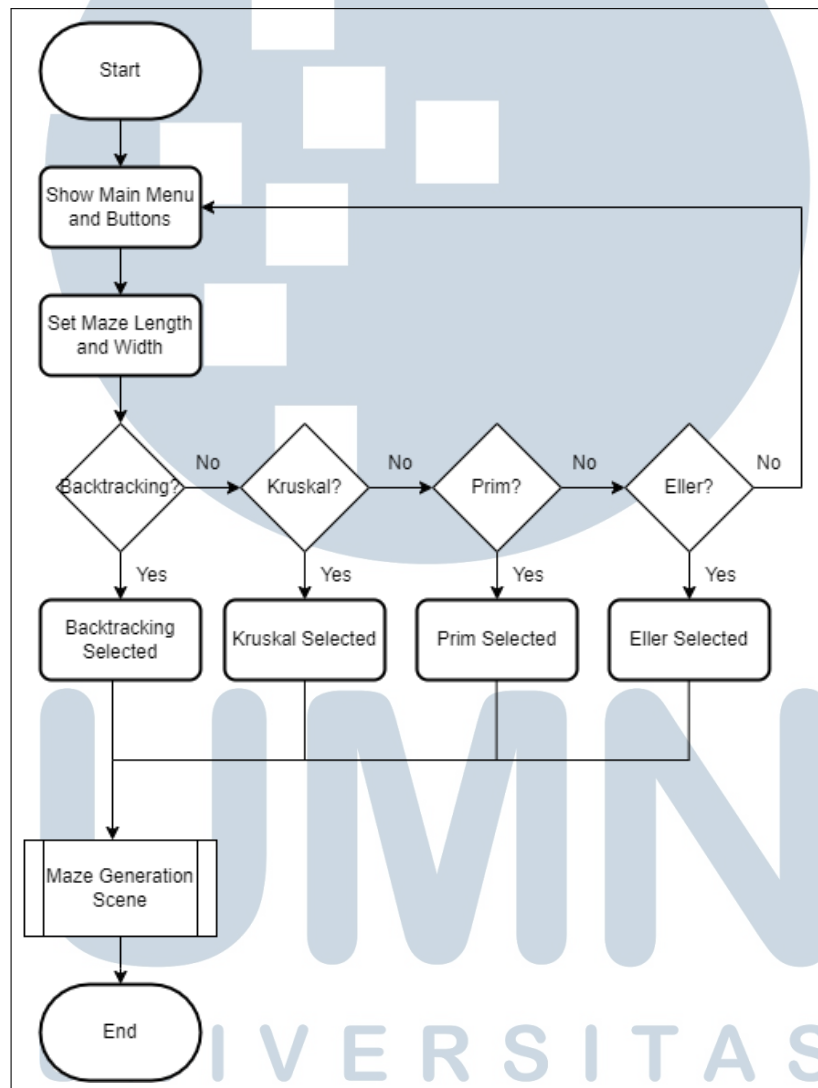 Start
Show Main Menu
and Buttons
Set Maze Length
and Width
Backtracking?
No
Kruskal?
No
Prim?
No
Eller?
No
Yes
Yes
Yes
Yes
Backtracking
Selected
Kruskal Selected
Prim Selected
Eller Selected
UMN
Maze Generation
Scene
End
UNIVERSITAS